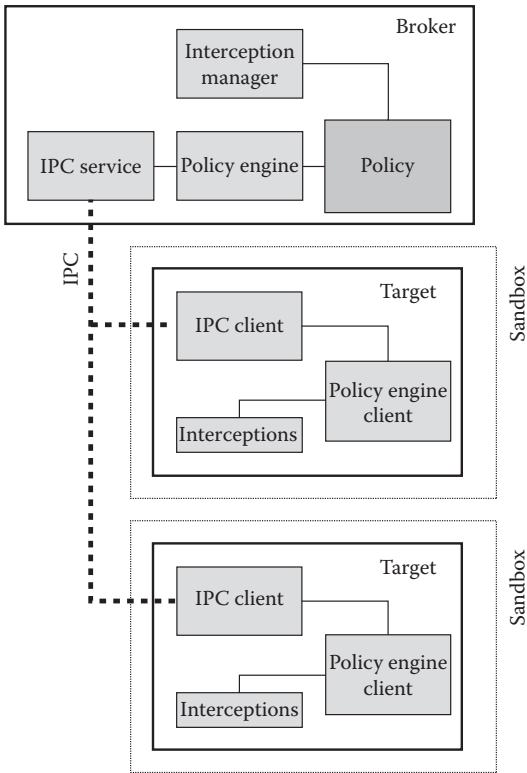 Broker
Interception
manager
IPC service
Policy engine
Policy
IPC
Sandbox
Target
IPC client
Policy engine
client
Interceptions
Sandbox
Target
IPC client
Policy engine
client
Interceptions